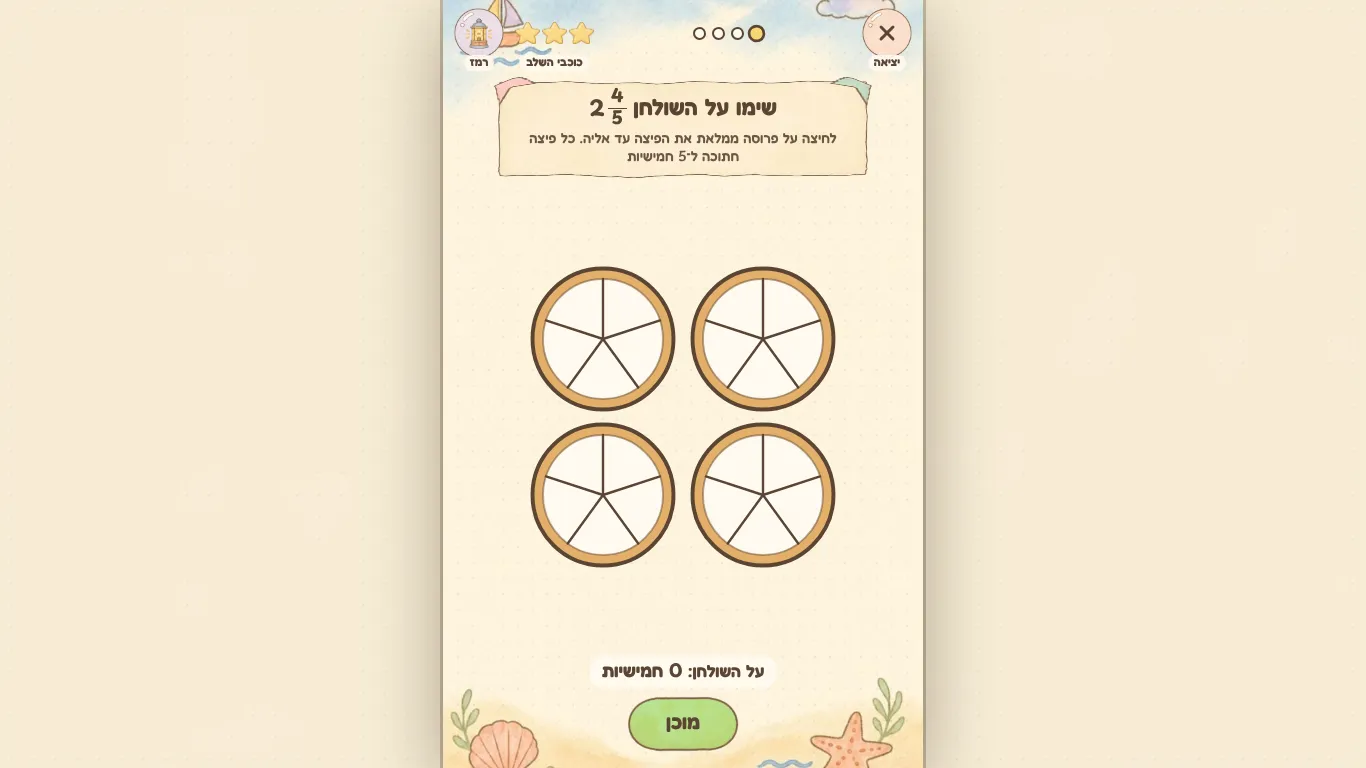 רמז
כוכבי השלב
יציאה
שימו על השולחן 2 4/5
לחיצה על פרוסה ממלאת את הפיצה עד אליה. כל פיצה
חתוכה ל־5 חמישיות
על השולחן: 0 חמישיות
מוכן